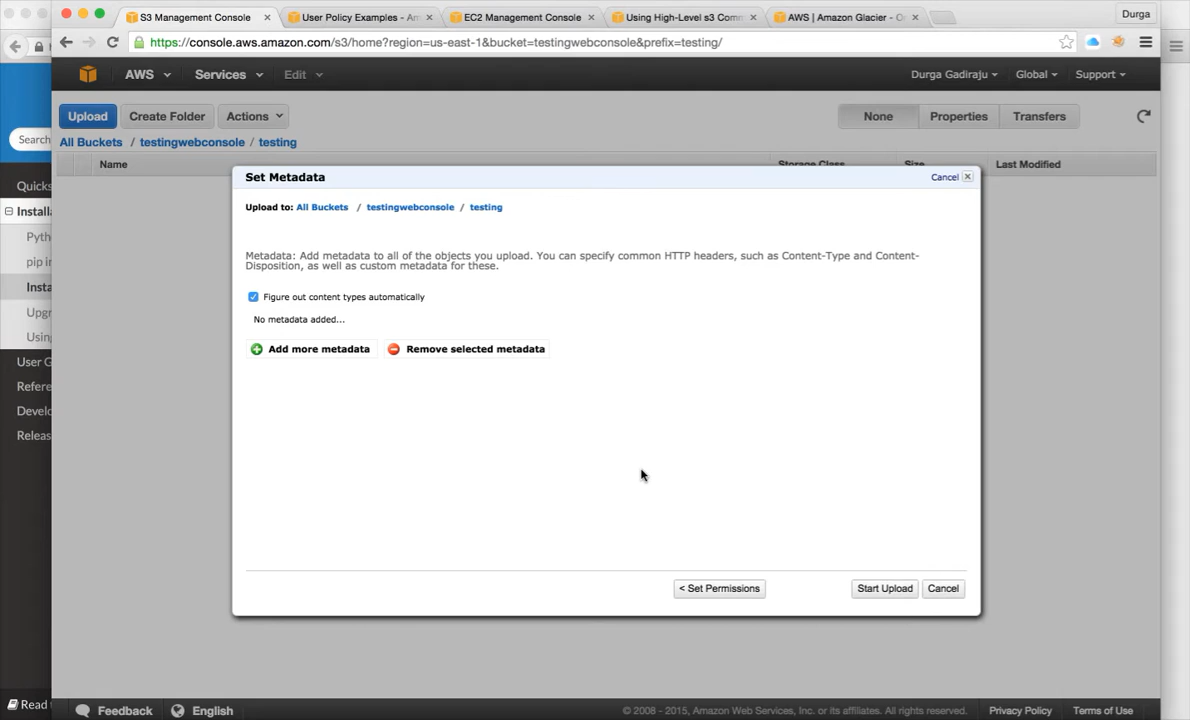 S3 Management Console
User Policy Examples - Am
EC2 Management Console
Using High-Level s3 Comm
AWS | Amazon Glacier - O
Durga
https://console.aws.amazon.com/s3/home?region=us-east-1&bucket=testingwebconsole&prefix=testing/
AWS Services Edit Durga Gadiraju Global Support
Upload Create Folder Actions None Properties Transfers
All Buckets / testingwebconsole / testing
Name Storage Class Size Last Modified
Set Metadata Cancel
Upload to: All Buckets / testingwebconsole / testing
Metadata: Add metadata to all of the objects you upload. You can specify common HTTP headers, such as Content-Type and Content-
Disposition, as well as custom metadata for these.
Figure out content types automatically
No metadata added...
Add more metadata Remove selected metadata
< Set Permissions Start Upload Cancel
Search
Quicks
Installa
Pyth
pip in
Insta
Upgr
Using
User G
Refere
Develo
Releas
Read
Feedback English © 2008 - 2015, Amazon Web Services, Inc. or its affiliates. All rights reserved. Privacy Policy Terms of Use